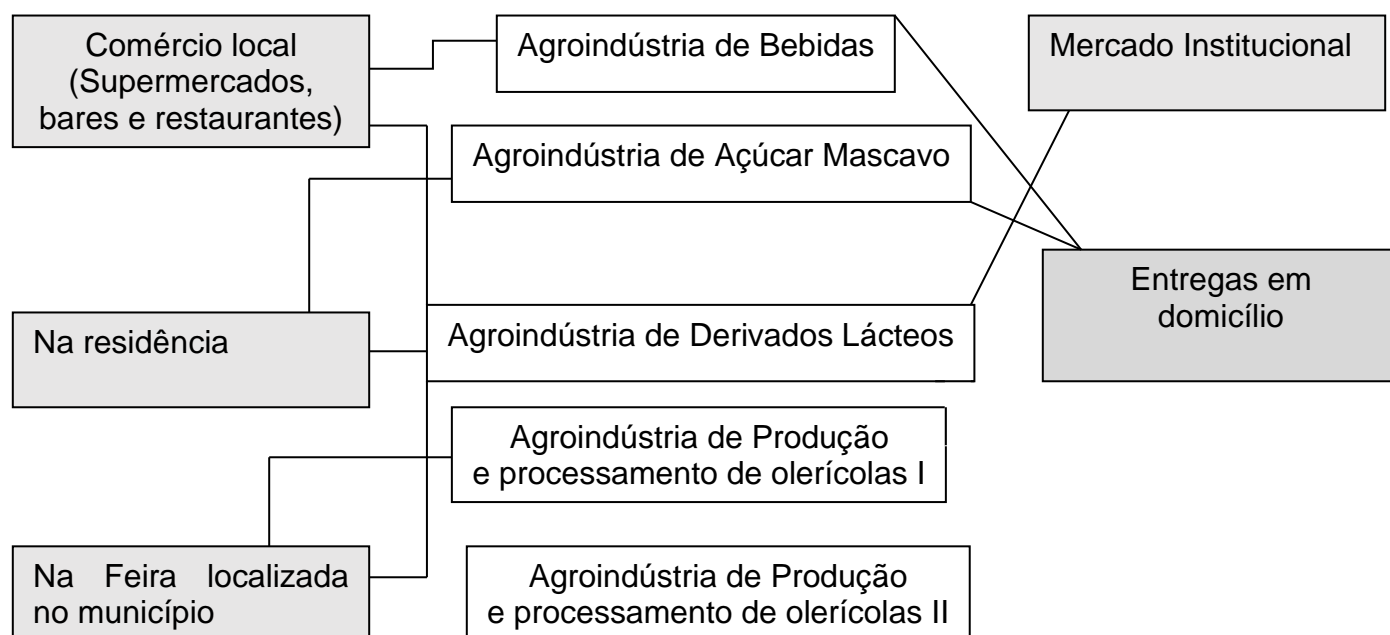 Comércio local
(Supermercados,
bares e restaurantes)
Agroindústria de Bebidas
Mercado Institucional
Agroindústria de Açúcar Mascavo
Entregas em
domicílio
Na residência
Agroindústria de Derivados Lácteos
Agroindústria de Produção
e processamento de olerícolas I
Na Feira localizada
no município
Agroindústria de Produção
e processamento de olerícolas II